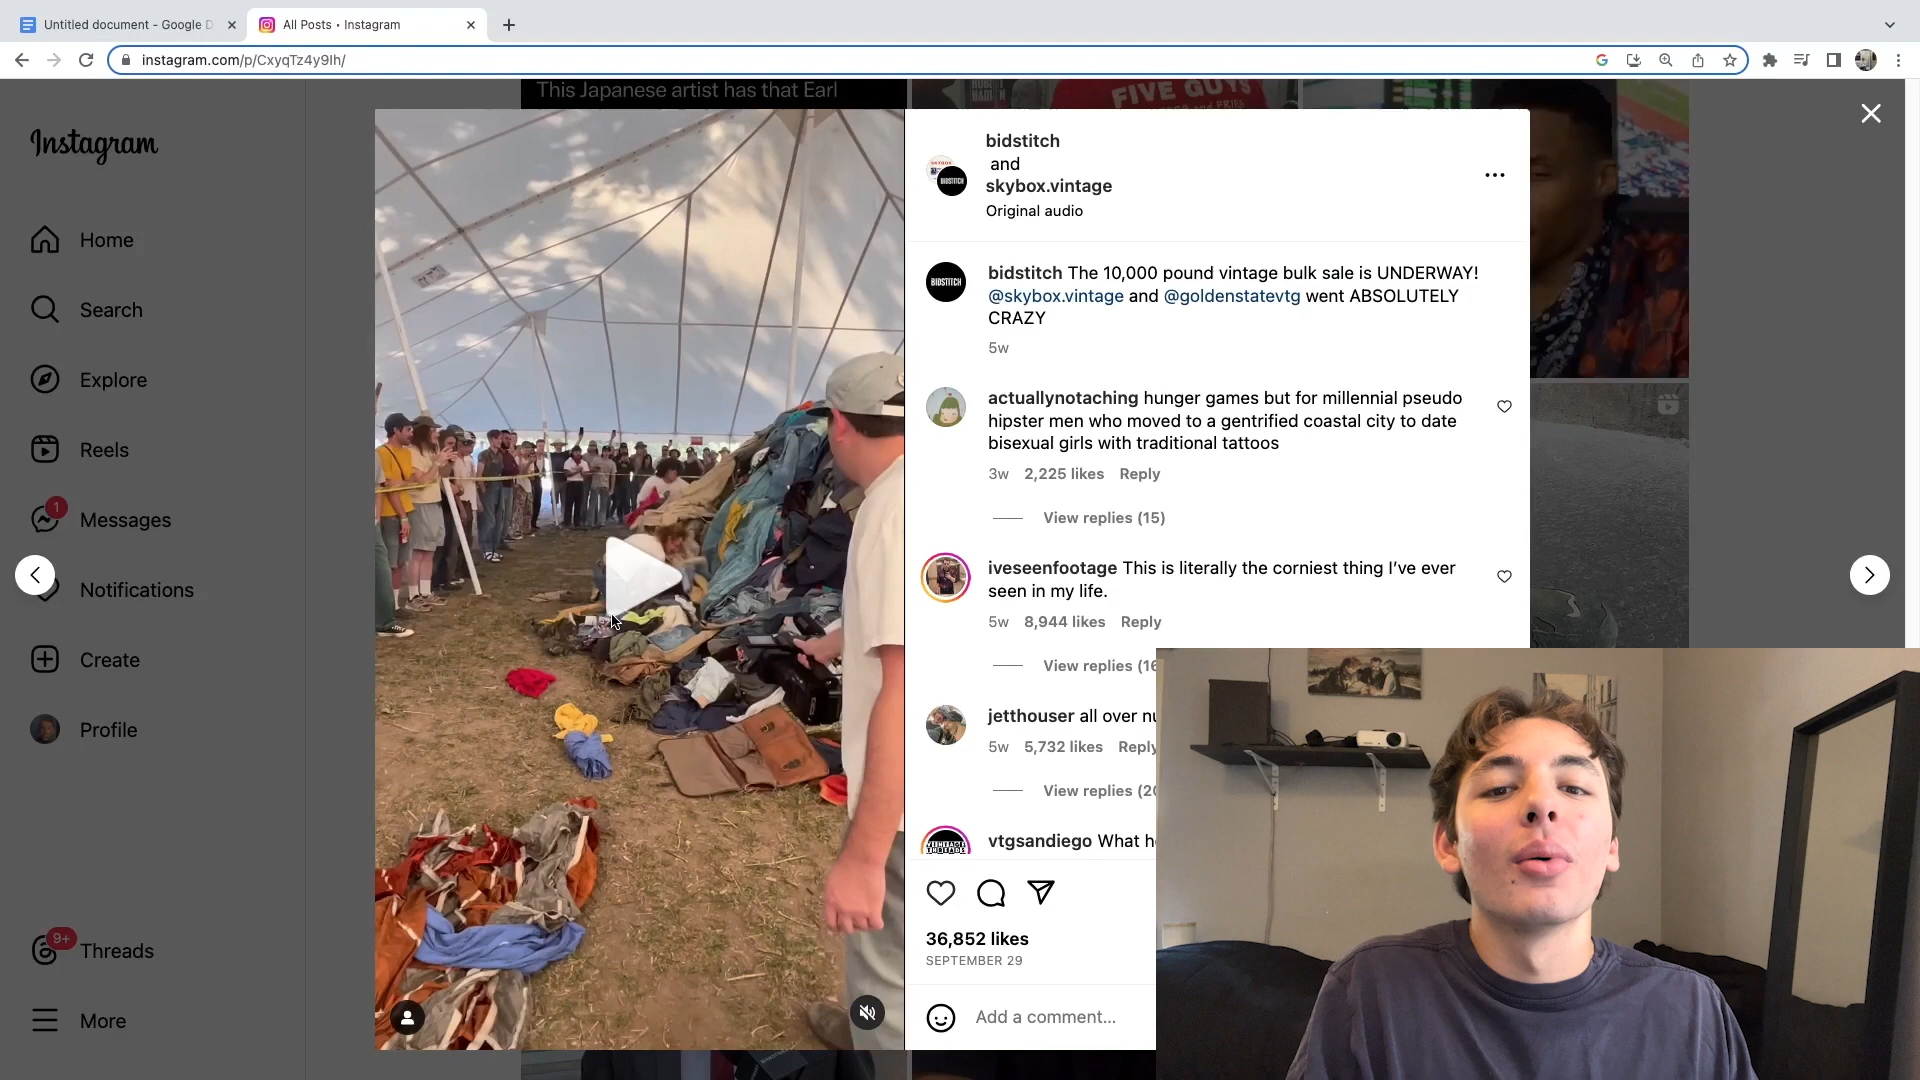 Untitled document - Google D
All Posts • Instagram
instagram.com/p/CxyqTz4y9Ih/
This Japanese artist has that Earl
FIVE GUYS
Instagram
Home
Search
Explore
Reels
1
Messages
Notifications
Create
Profile
9+
Threads
More
bidstitch
and
skybox.vintage
Original audio
BIDSTITCH
BIDSTITCH
bidstitch The 10,000 pound vintage bulk sale is UNDERWAY!
@skybox.vintage and @goldenstatevtg went ABSOLUTELY
CRAZY
5w
actuallynotaching hunger games but for millennial pseudo
hipster men who moved to a gentrified coastal city to date
bisexual girls with traditional tattoos
3w 2,225 likes Reply
View replies (15)
iveseenfootage This is literally the corniest thing I’ve ever
seen in my life.
5w 8,944 likes Reply
View replies (16
jetthouser all over nu
5w 5,732 likes Reply
View replies (20
vtgsandiego What h
36,852 likes
SEPTEMBER 29
Add a comment...